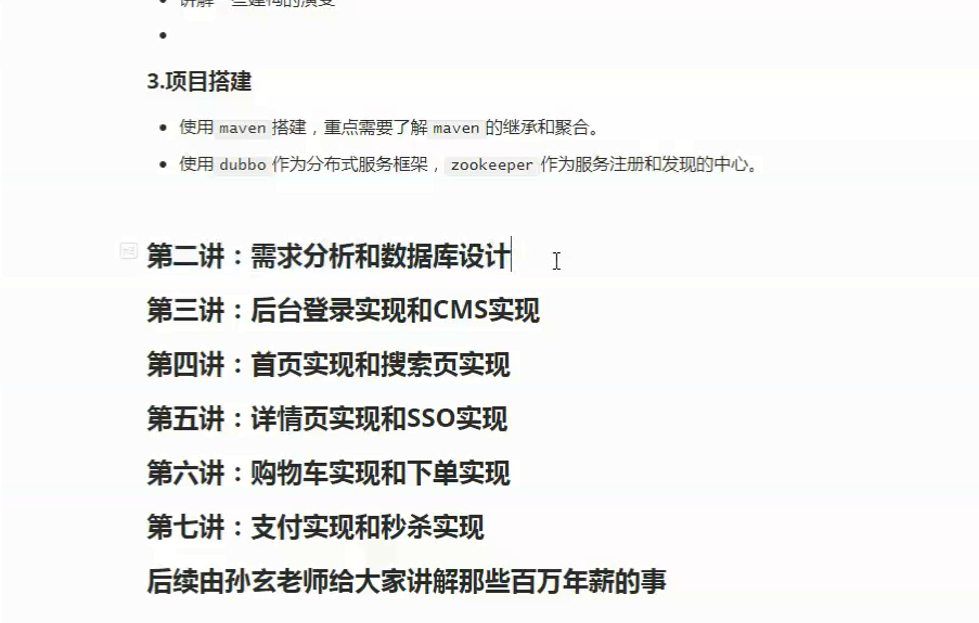 3.项目搭建
使用 maven 搭建，重点需要了解 maven 的继承和聚合。
使用 dubbo 作为分布式服务框架， zookeeper 作为服务注册和发现的中心。
第二讲：需求分析和数据库设计
第三讲：后台登录实现和CMS实现
第四讲：首页实现和搜索页实现
第五讲：详情页实现和SSO实现
第六讲：购物车实现和下单实现
第七讲：支付实现和秒杀实现
后续由孙玄老师给大家讲解那些百万年薪的事